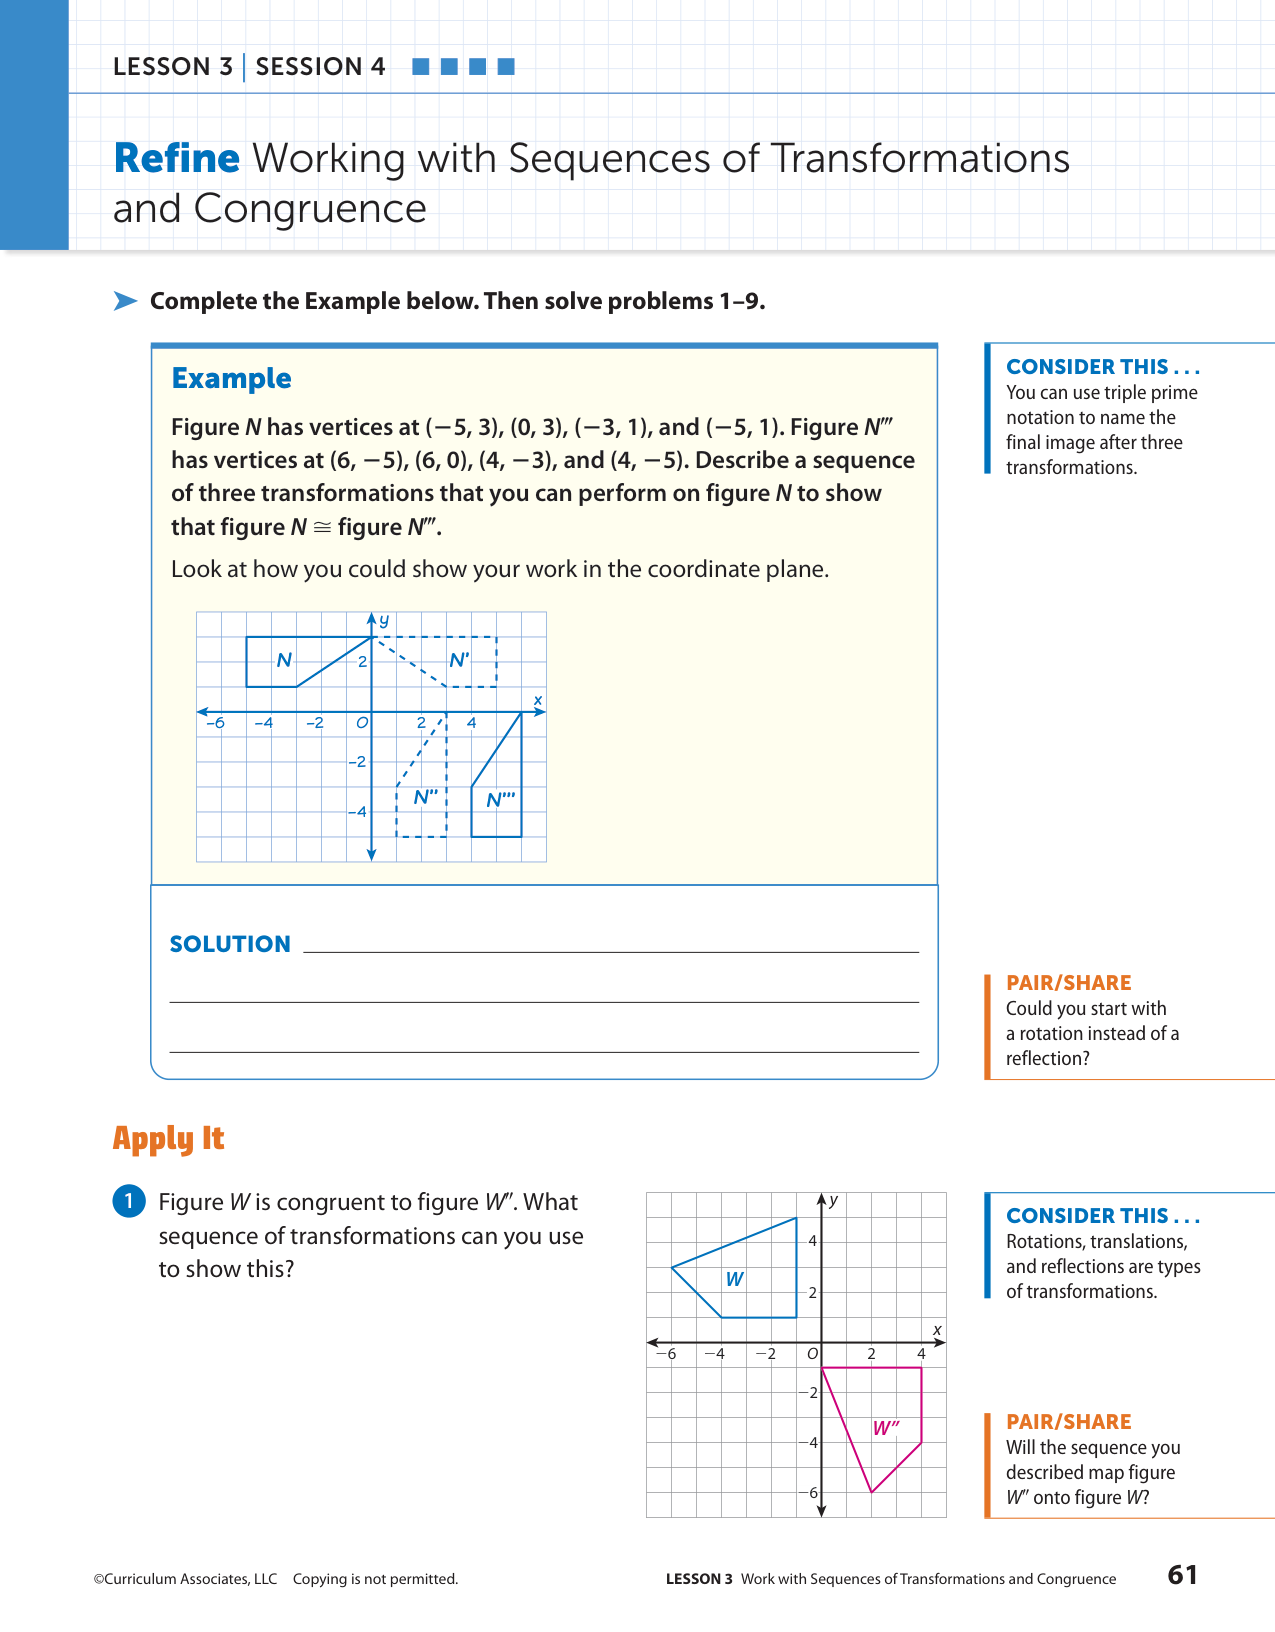 LESSON 3 | SESSION 4
Refine Working with Sequences of Transformations
and Congruence
Complete the Example below. Then solve problems 1–9.
Example
Figure N has vertices at (−5, 3), (0, 3), (−3, 1), and (−5, 1). Figure N‴
has vertices at (6, −5), (6, 0), (4, −3), and (4, −5). Describe a sequence
of three transformations that you can perform on figure N to show
that figure N ≅ figure N‴.
Look at how you could show your work in the coordinate plane.
y
N
2
N'
x
−6 −4 −2 O 2 4
−2
N"
N'''
−4
SOLUTION
CONSIDER THIS . . .
You can use triple prime
notation to name the
final image after three
transformations.
PAIR/SHARE
Could you start with
a rotation instead of a
reflection?
Apply It
1 Figure W is congruent to figure W″. What
sequence of transformations can you use
to show this?
y
4
W
2
x
−6 −4 −2 O 2 4
−2
W″
−4
−6
CONSIDER THIS . . .
Rotations, translations,
and reflections are types
of transformations.
PAIR/SHARE
Will the sequence you
described map figure
W″ onto figure W?
©Curriculum Associates, LLC Copying is not permitted.
LESSON 3 Work with Sequences of Transformations and Congruence 61